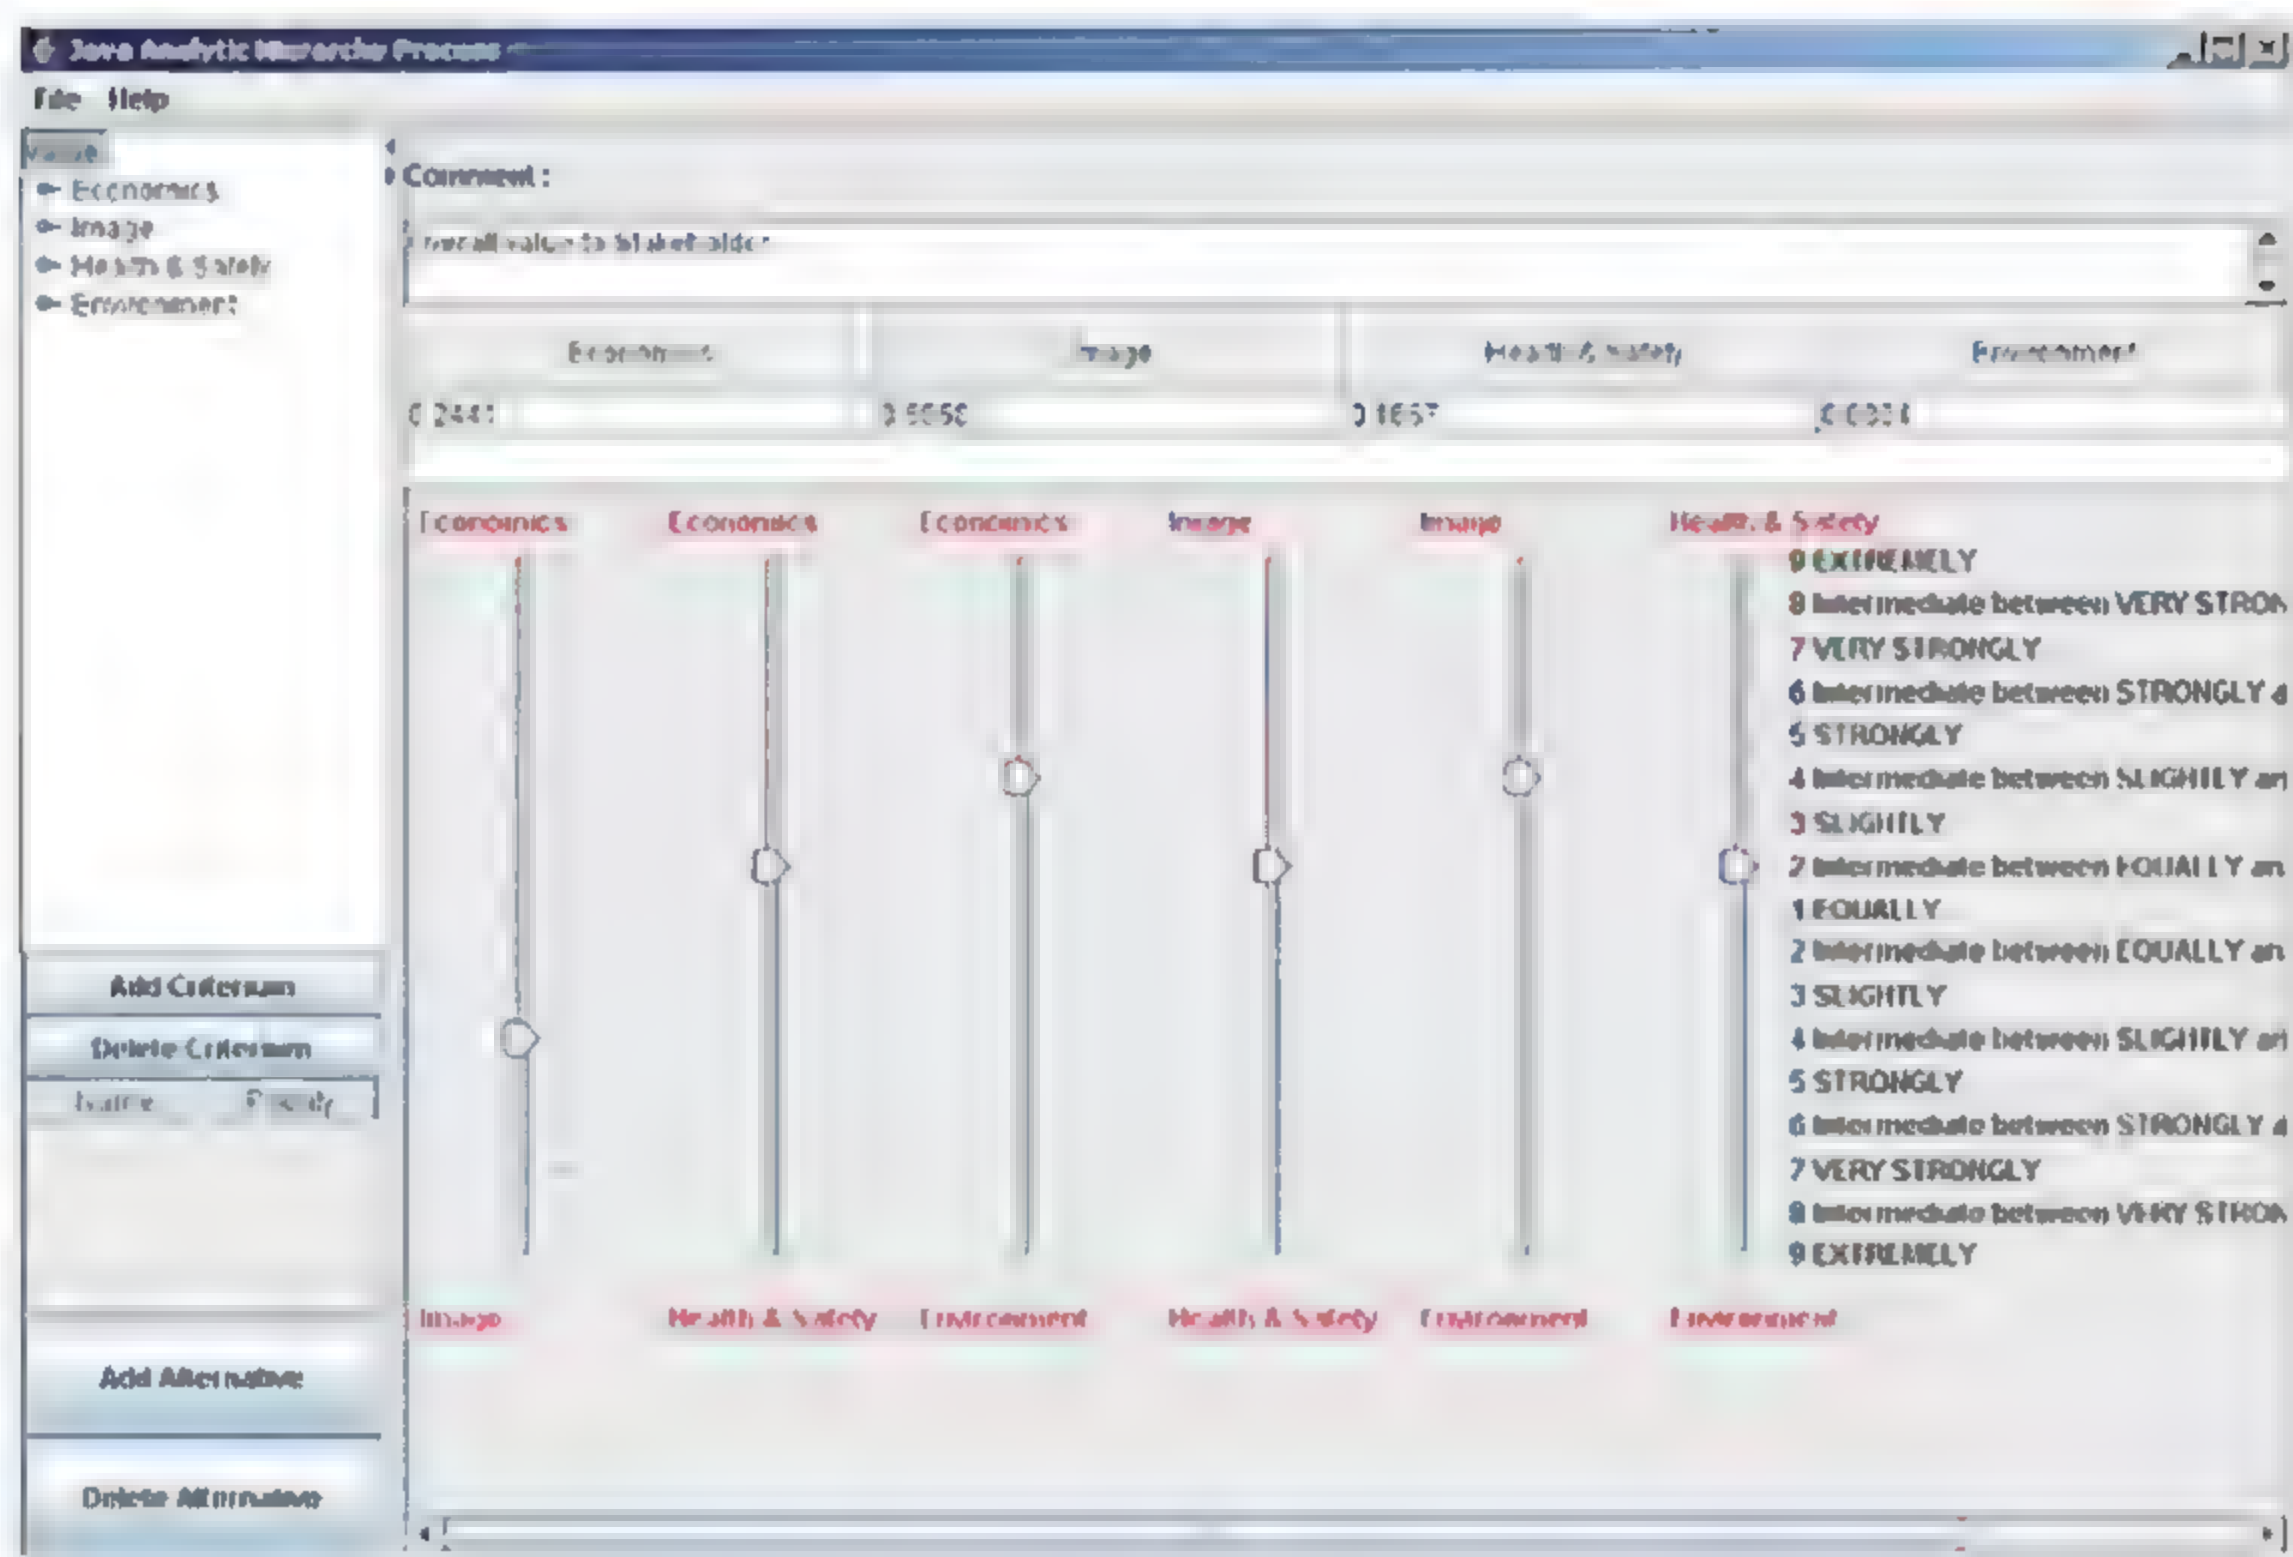 Java Analytic Hierarchy Process
File Help
Value
Economics
Image
Health & Safety
Environment
Comment :
overall value to
Economics Image Health & Safety Environment
Economics Economics Economics Image Image Health & Safety
9 EXTREMELY
8 Intermediate between VERY STRON
7 VERY STRONGLY
6 Intermediate between STRONGLY a
5 STRONGLY
4 Intermediate between SLIGHTLY an
3 SLIGHTLY
2 Intermediate between EQUALLY an
1 EQUALLY
2 Intermediate between EQUALLY an
3 SLIGHTLY
4 Intermediate between SLIGHTLY an
5 STRONGLY
6 Intermediate between STRONGLY a
7 VERY STRONGLY
8 Intermediate between VERY STRON
9 EXTREMELY
Image Health & Safety Environment Health & Safety Environment Environment
Add Criterium
Delete Criterium
Name
Add Alternative
Delete Alternative